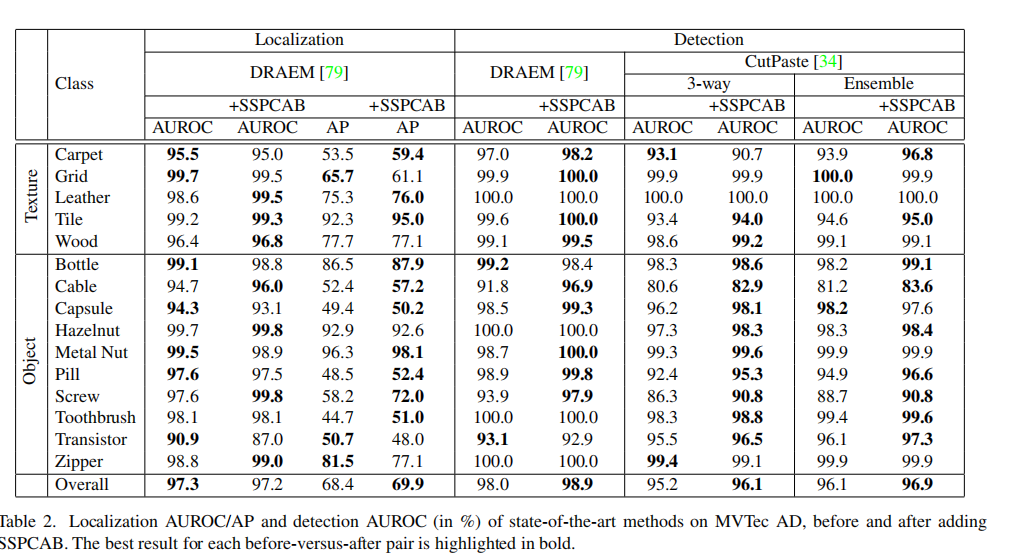 Localization Detection
DRAEM [79] DRAEM [79] CutPaste [34]
Class 3-way Ensemble
+SSPCAB +SSPCAB +SSPCAB +SSPCAB +SSPCAB
AUROC AUROC AP AP AUROC AUROC AUROC AUROC AUROC AUROC
Texture
Carpet 95.5 95.0 53.5 59.4 97.0 98.2 93.1 90.7 93.9 96.8
Grid 99.7 99.5 65.7 61.1 99.9 100.0 99.9 99.9 100.0 99.9
Leather 98.6 99.5 75.3 76.0 100.0 100.0 100.0 100.0 100.0 100.0
Tile 99.2 99.3 92.3 95.0 99.6 100.0 93.4 94.0 94.6 95.0
Wood 96.4 96.8 77.7 77.1 99.1 99.5 98.6 99.2 99.1 99.1
Object
Bottle 99.1 98.8 86.5 87.9 99.2 98.4 98.3 98.6 98.2 99.1
Cable 94.7 96.0 52.4 57.2 91.8 96.9 80.6 82.9 81.2 83.6
Capsule 94.3 93.1 49.4 50.2 98.5 99.3 96.2 98.1 98.2 97.6
Hazelnut 99.7 99.8 92.9 92.6 100.0 100.0 97.3 98.3 98.3 98.4
Metal Nut 99.5 98.9 96.3 98.1 98.7 100.0 99.3 99.6 99.9 99.9
Pill 97.6 97.5 48.5 52.4 98.9 99.8 92.4 95.3 94.9 96.6
Screw 97.6 99.8 58.2 72.0 93.9 97.9 86.3 90.8 88.7 90.8
Toothbrush 98.1 98.1 44.7 51.0 100.0 100.0 98.3 98.8 99.4 99.6
Transistor 90.9 87.0 50.7 48.0 93.1 92.9 95.5 96.5 96.1 97.3
Zipper 98.8 99.0 81.5 77.1 100.0 100.0 99.4 99.1 99.9 99.9
Overall 97.3 97.2 68.4 69.9 98.0 98.9 95.2 96.1 96.1 96.9
Table 2. Localization AUROC/AP and detection AUROC (in %) of state-of-the-art methods on MVTec AD, before and after adding
SSPCAB. The best result for each before-versus-after pair is highlighted in bold.